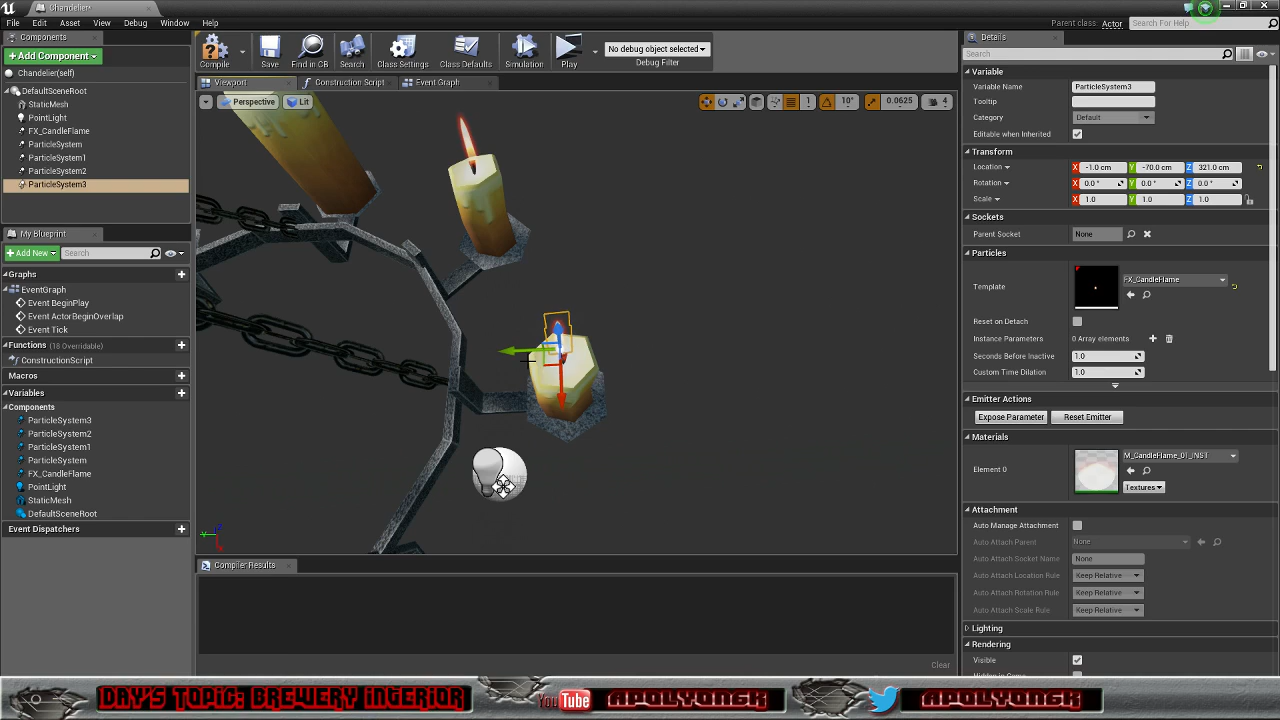 Chandelier*
File Edit Asset View Debug Window Help
Parent class: Actor Search For Help
Components
+ Add Component
Chandelier(self)
DefaultSceneRoot
StaticMesh
PointLight
FX_CandleFlame
ParticleSystem
ParticleSystem1
ParticleSystem2
ParticleSystem3
My Blueprint
+ Add New Search
Graphs
EventGraph
Event BeginPlay
Event ActorBeginOverlap
Event Tick
Functions (18 Overridable)
ConstructionScript
Macros
Variables
Components
ParticleSystem3
ParticleSystem2
ParticleSystem1
ParticleSystem
FX_CandleFlame
PointLight
StaticMesh
DefaultSceneRoot
Event Dispatchers
Compile Save Find in CB Search Class Settings Class Defaults Simulation Play
No debug object selected
Debug Filter
Viewport Construction Script Event Graph
Perspective Lit 1 10° 0.0625 4
Compiler Results
Clear
Details
Search
Variable
Variable Name ParticleSystem3
Tooltip
Category Default
Editable when Inherited
Transform
Location X -1.0 cm Y -70.0 cm Z 321.0 cm
Rotation X 0.0 ° Y 0.0 ° Z 0.0 °
Scale X 1.0 Y 1.0 Z 1.0
Sockets
Parent Socket None
Particles
Template FX_CandleFlame
Reset on Detach
Instance Parameters 0 Array elements
Seconds Before Inactive 1.0
Custom Time Dilation 1.0
Emitter Actions
Expose Parameter Reset Emitter
Materials
Element 0 M_CandleFlame_01_INST
Textures
Attachment
Auto Manage Attachment
Auto Attach Parent None
Auto Attach Socket Name None
Auto Attach Location Rule Keep Relative
Auto Attach Rotation Rule Keep Relative
Auto Attach Scale Rule Keep Relative
Lighting
Rendering
Visible
Hidden in Game
DAY'S TOPIC: BREWERY INTERIOR YouTube APOLYONGK APOLYONGK